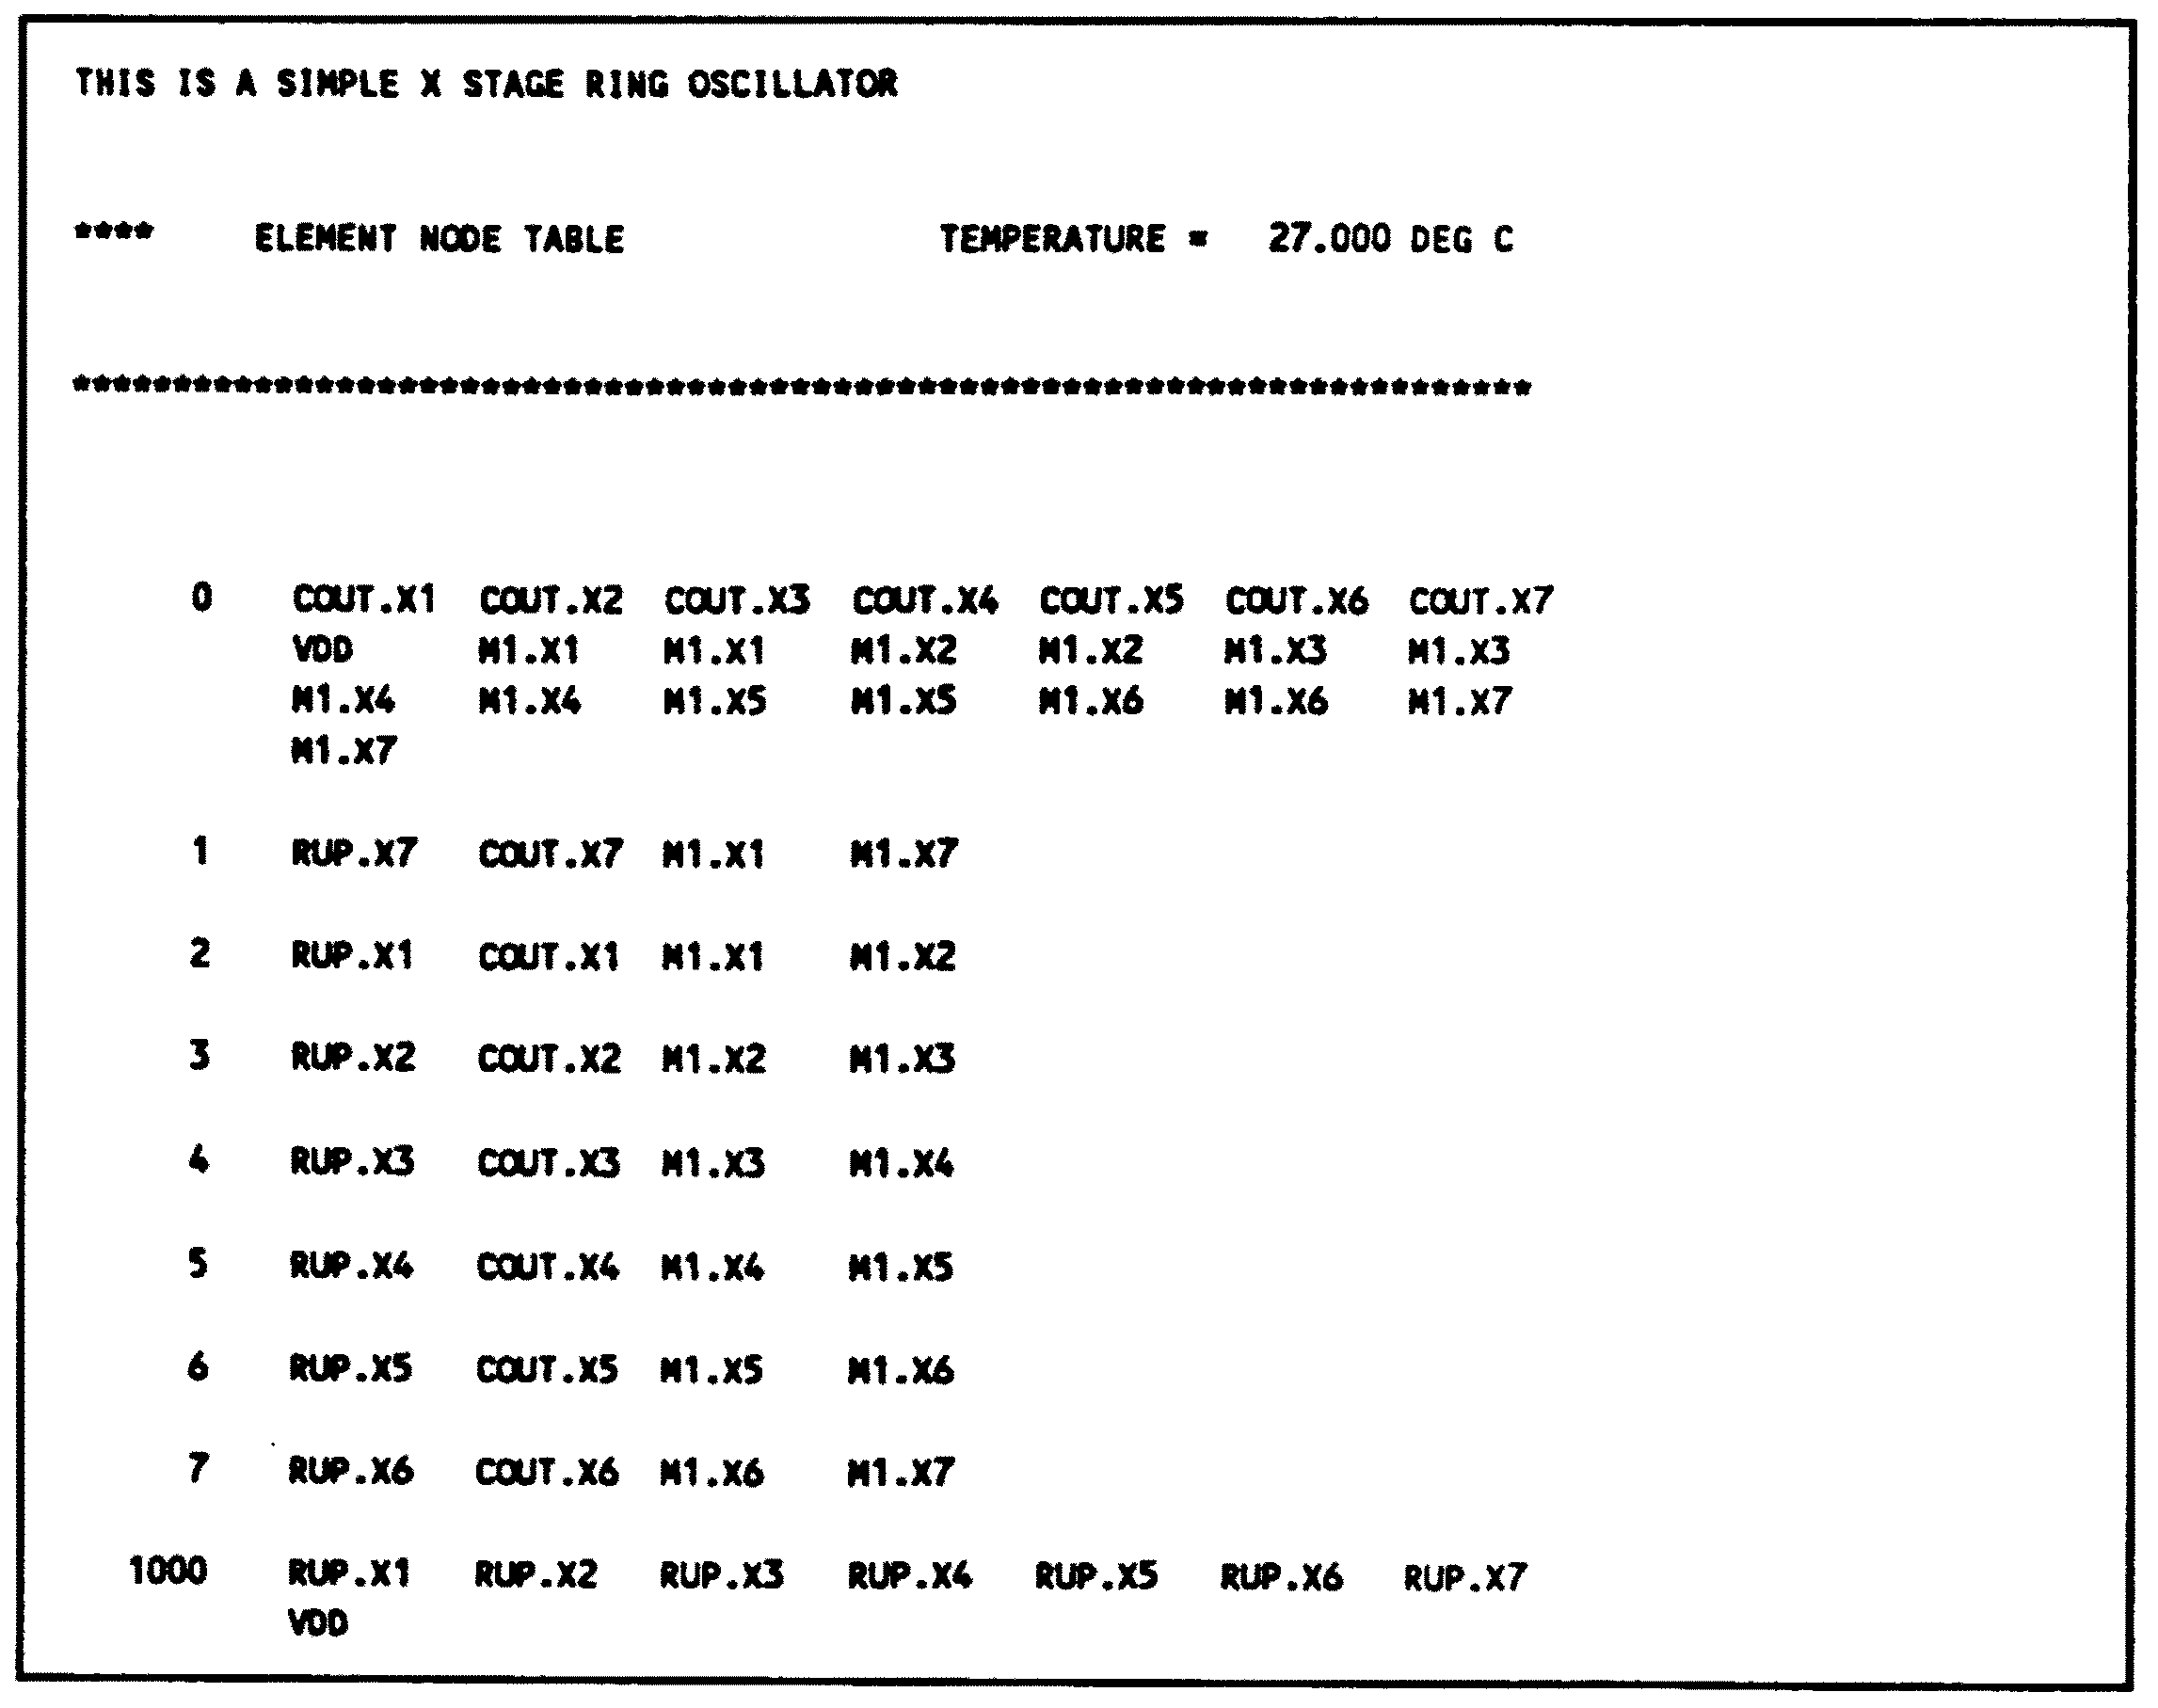 THIS IS A SIMPLE X STAGE RING OSCILLATOR
**** ELEMENT NODE TABLE TEMPERATURE = 27.000 DEG C
***********************************************************************
0 COUT.X1 COUT.X2 COUT.X3 COUT.X4 COUT.X5 COUT.X6 COUT.X7
VDD M1.X1 M1.X1 M1.X2 M1.X2 M1.X3 M1.X3
M1.X4 M1.X4 M1.X5 M1.X5 M1.X6 M1.X6 M1.X7
M1.X7
1 RUP.X7 COUT.X7 M1.X1 M1.X7
2 RUP.X1 COUT.X1 M1.X1 M1.X2
3 RUP.X2 COUT.X2 M1.X2 M1.X3
4 RUP.X3 COUT.X3 M1.X3 M1.X4
5 RUP.X4 COUT.X4 M1.X4 M1.X5
6 RUP.X5 COUT.X5 M1.X5 M1.X6
7 RUP.X6 COUT.X6 M1.X6 M1.X7
1000 RUP.X1 RUP.X2 RUP.X3 RUP.X4 RUP.X5 RUP.X6 RUP.X7
VDD